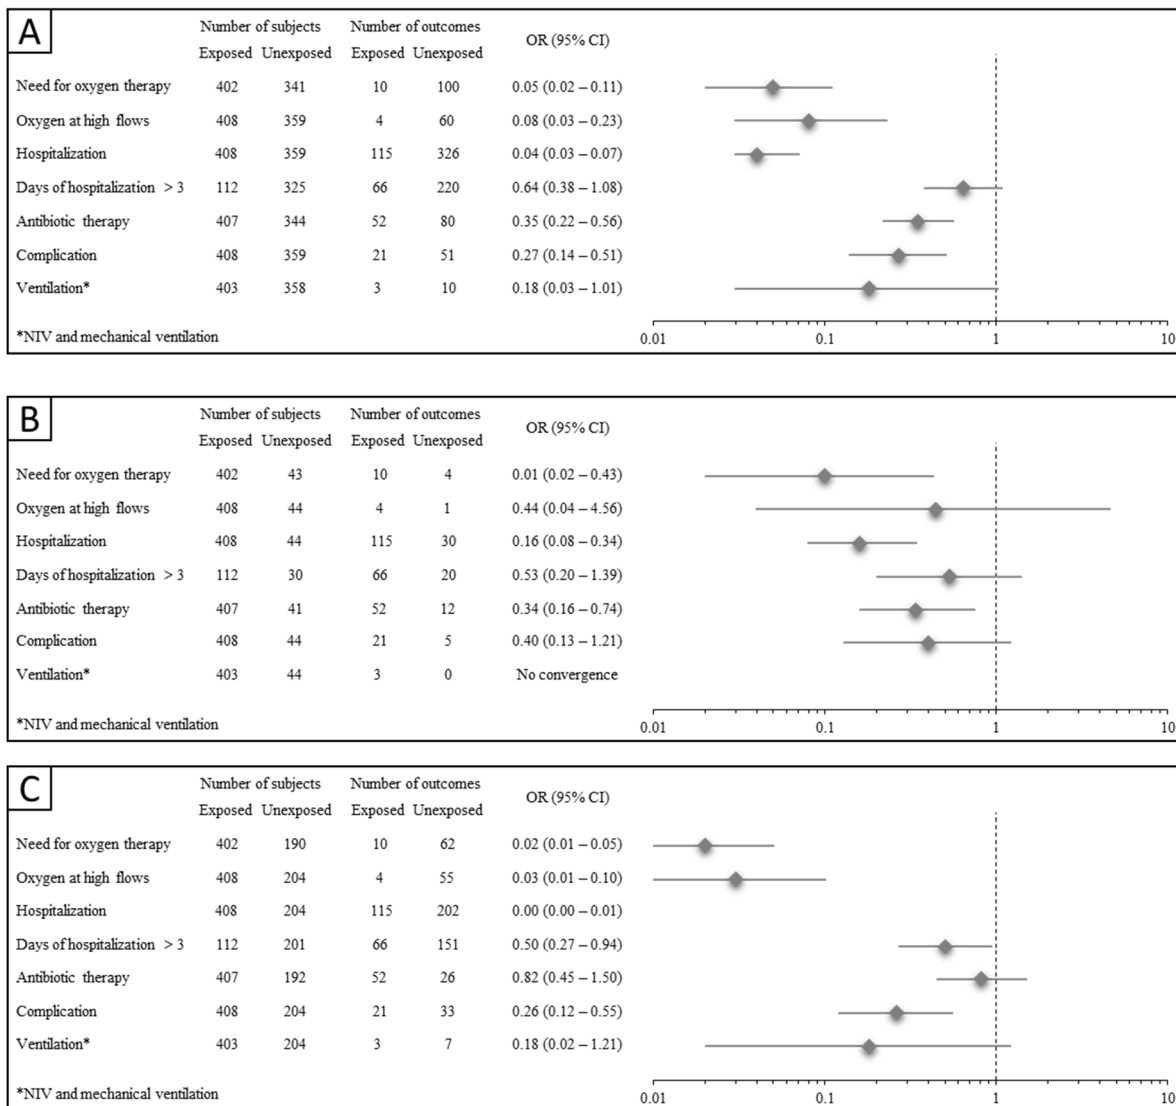 A
Number of subjects Number of outcomes OR (95% CI)
Exposed Unexposed Exposed Unexposed
Need for oxygen therapy 402 341 10 100 0.05 (0.02 – 0.11)
Oxygen at high flows 408 359 4 60 0.08 (0.03 – 0.23)
Hospitalization 408 359 115 326 0.04 (0.03 – 0.07)
Days of hospitalization > 3 112 325 66 220 0.64 (0.38 – 1.08)
Antibiotic therapy 407 344 52 80 0.35 (0.22 – 0.56)
Complication 408 359 21 51 0.27 (0.14 – 0.51)
Ventilation* 403 358 3 10 0.18 (0.03 – 1.01)
*NIV and mechanical ventilation
0.01 0.1 1 10
B
Number of subjects Number of outcomes OR (95% CI)
Exposed Unexposed Exposed Unexposed
Need for oxygen therapy 402 43 10 4 0.01 (0.02 – 0.43)
Oxygen at high flows 408 44 4 1 0.44 (0.04 – 4.56)
Hospitalization 408 44 115 30 0.16 (0.08 – 0.34)
Days of hospitalization > 3 112 30 66 20 0.53 (0.20 – 1.39)
Antibiotic therapy 407 41 52 12 0.34 (0.16 – 0.74)
Complication 408 44 21 5 0.40 (0.13 – 1.21)
Ventilation* 403 44 3 0 No convergence
*NIV and mechanical ventilation
0.01 0.1 1 10
C
Number of subjects Number of outcomes OR (95% CI)
Exposed Unexposed Exposed Unexposed
Need for oxygen therapy 402 190 10 62 0.02 (0.01 – 0.05)
Oxygen at high flows 408 204 4 55 0.03 (0.01 – 0.10)
Hospitalization 408 204 115 202 0.00 (0.00 – 0.01)
Days of hospitalization > 3 112 201 66 151 0.50 (0.27 – 0.94)
Antibiotic therapy 407 192 52 26 0.82 (0.45 – 1.50)
Complication 408 204 21 33 0.26 (0.12 – 0.55)
Ventilation* 403 204 3 7 0.18 (0.02 – 1.21)
*NIV and mechanical ventilation
0.01 0.1 1 10